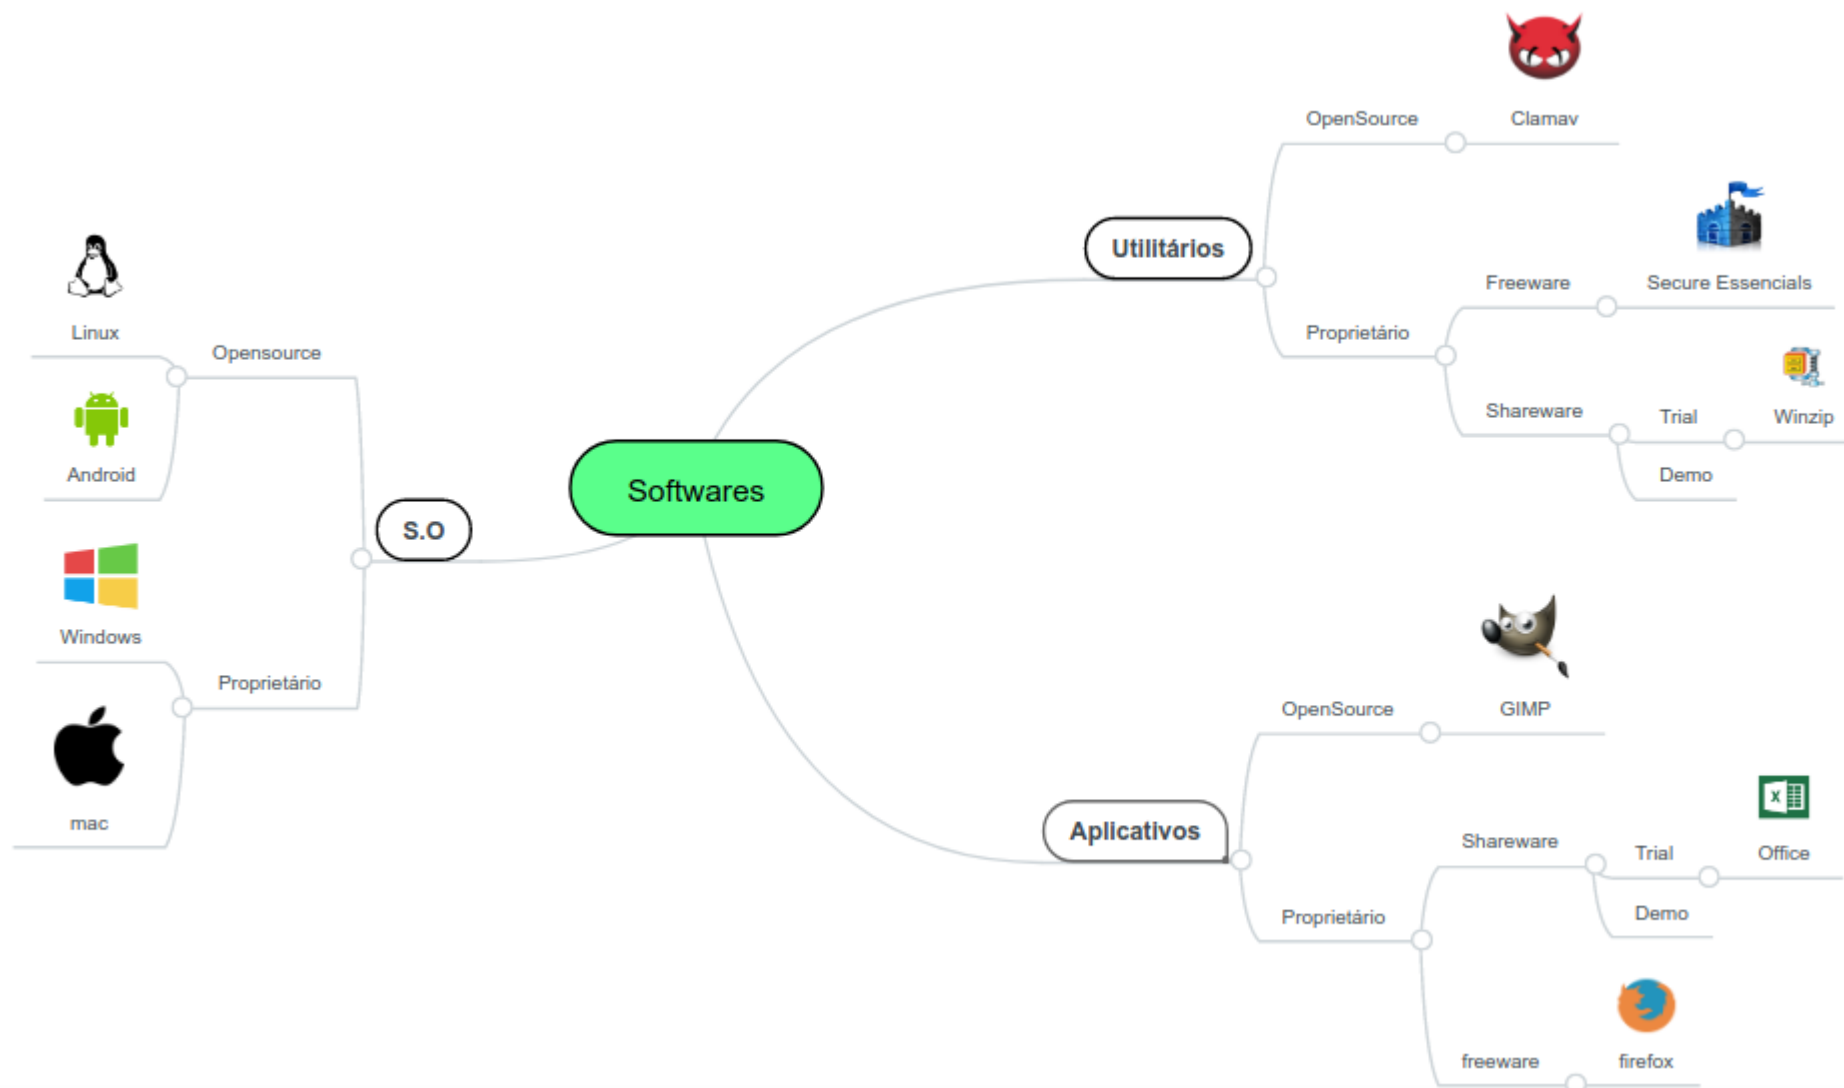 Softwares
S.O
Opensource
Linux
Android
Proprietário
Windows
mac
Utilitários
OpenSource
Clamav
Proprietário
Freeware
Secure Essencials
Shareware
Trial
Winzip
Demo
Aplicativos
OpenSource
GIMP
Proprietário
Shareware
Trial
Office
Demo
freeware
firefox